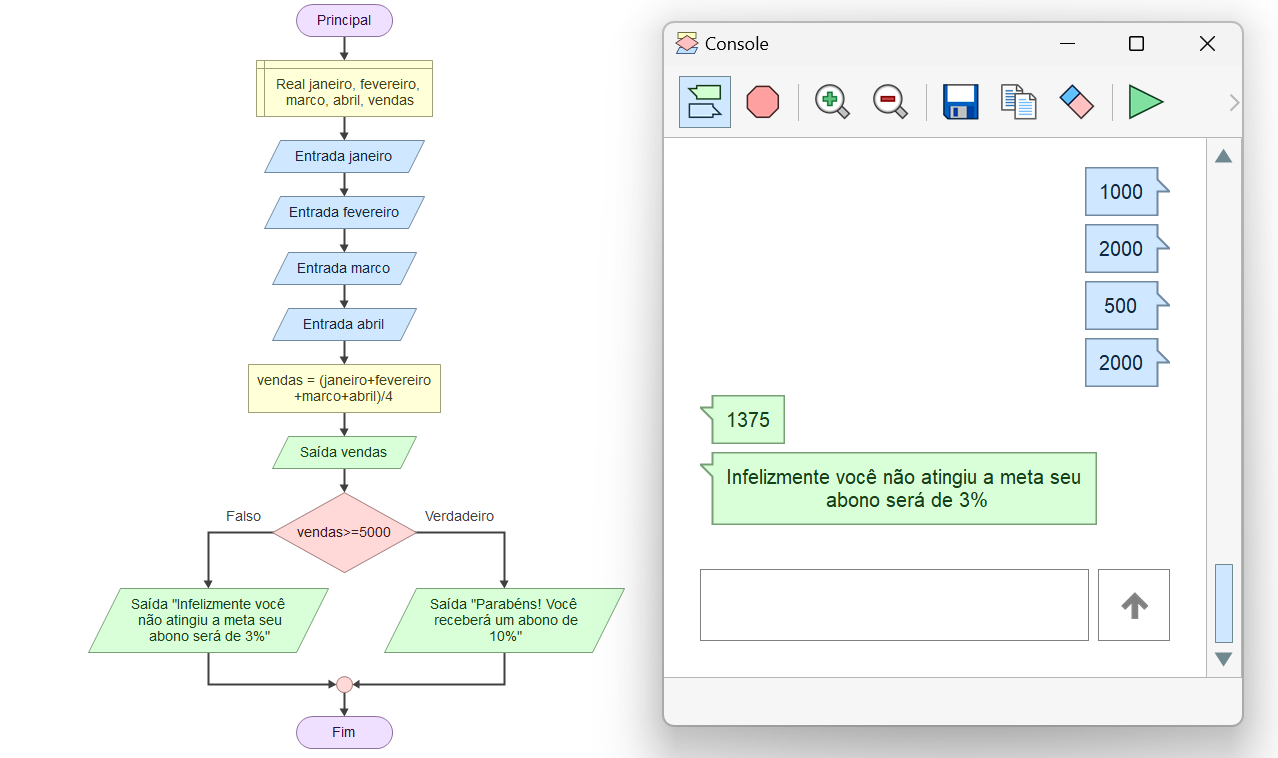 Principal
Real janeiro, fevereiro,
marco, abril, vendas
Entrada janeiro
Entrada fevereiro
Entrada marco
Entrada abril
vendas = (janeiro+fevereiro
+marco+abril)/4
Saída vendas
Falso
Verdadeiro
vendas>=5000
Saída "Infelizmente você
não atingiu a meta seu
abono será de 3%"
Saída "Parabéns! Você
receberá um abono de
10%"
Fim
Console
1000
2000
500
2000
1375
Infelizmente você não atingiu a meta seu
abono será de 3%